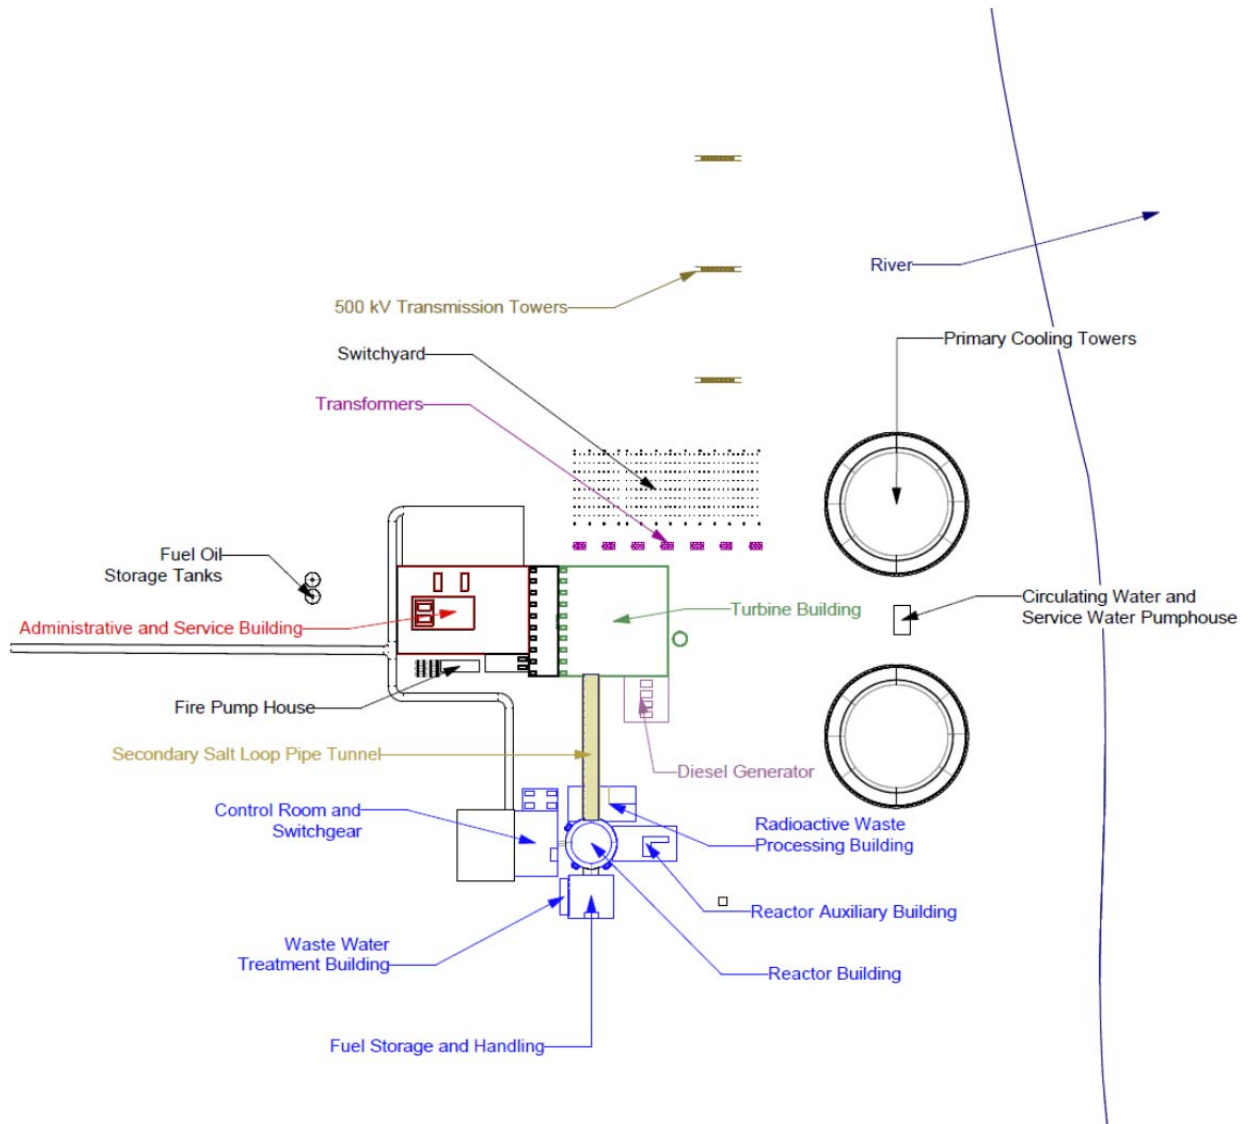 River
500 kV Transmission Towers
Primary Cooling Towers
Switchyard
Transformers
Fuel Oil
Storage Tanks
Circulating Water and
Service Water Pumphouse
Turbine Building
Administrative and Service Building
Fire Pump House
Secondary Salt Loop Pipe Tunnel
Diesel Generator
Control Room and
Switchgear
Radioactive Waste
Processing Building
Reactor Auxiliary Building
Waste Water
Treatment Building
Reactor Building
Fuel Storage and Handling